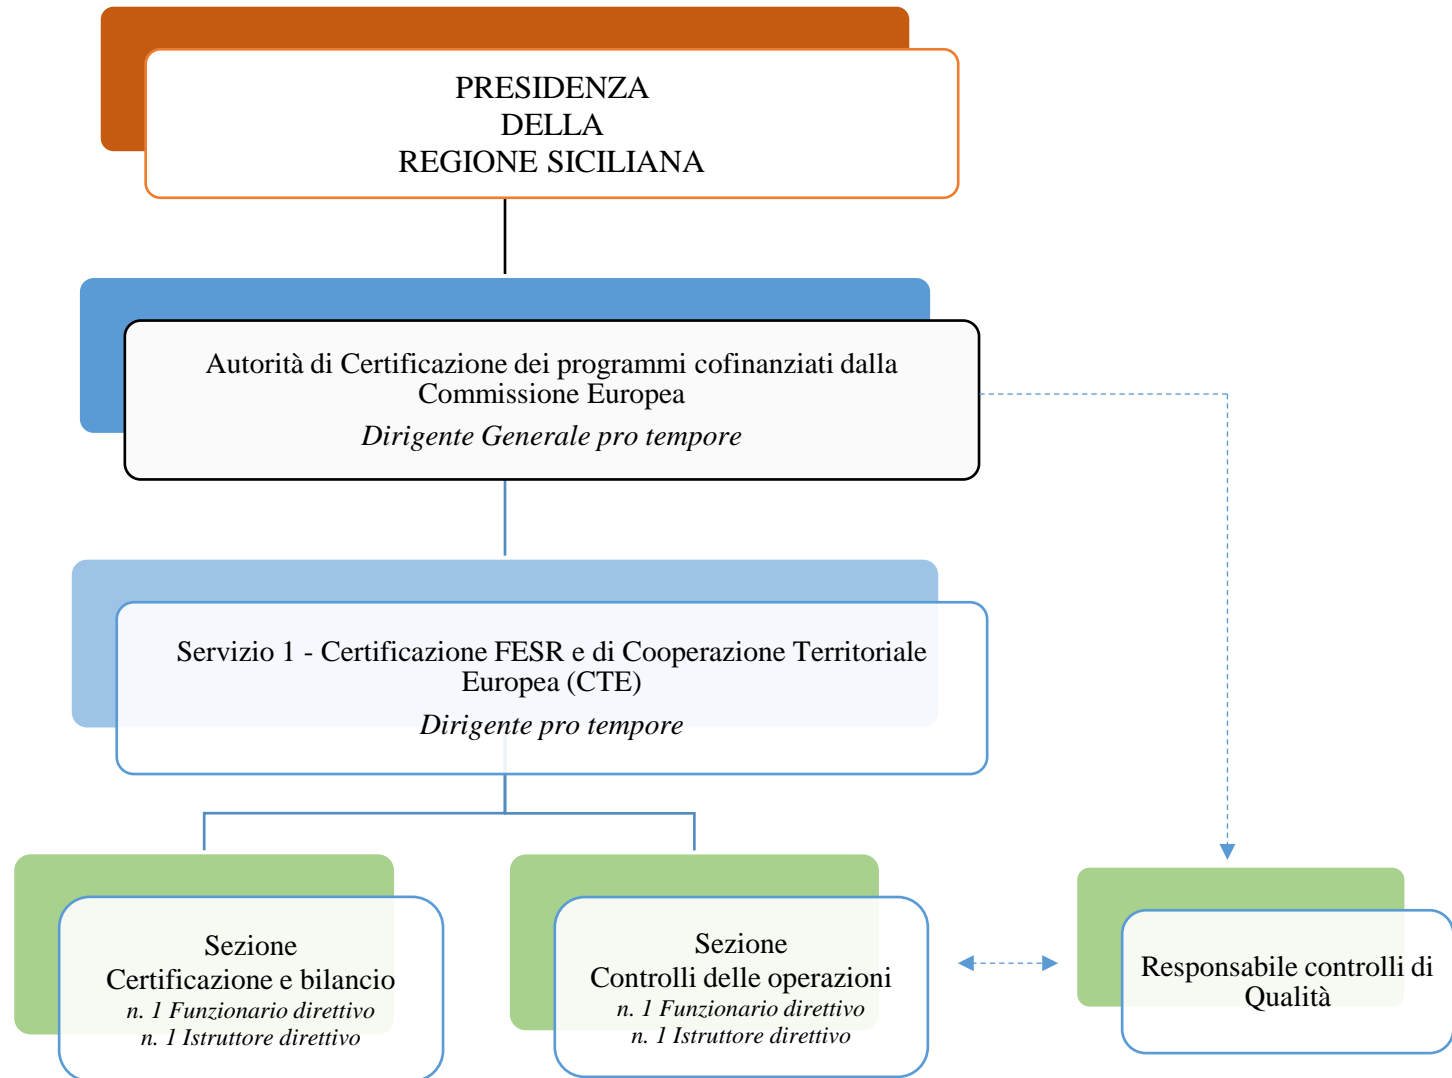 PRESIDENZA
DELLA
REGIONE SICILIANA
Autorità di Certificazione dei programmi cofinanziati dalla
Commissione Europea
Dirigente Generale pro tempore
Servizio 1 - Certificazione FESR e di Cooperazione Territoriale
Europea (CTE)
Dirigente pro tempore
Sezione
Certificazione e bilancio
n. 1 Funzionario direttivo
n. 1 Istruttore direttivo
Sezione
Controlli delle operazioni
n. 1 Funzionario direttivo
n. 1 Istruttore direttivo
Responsabile controlli di
Qualità